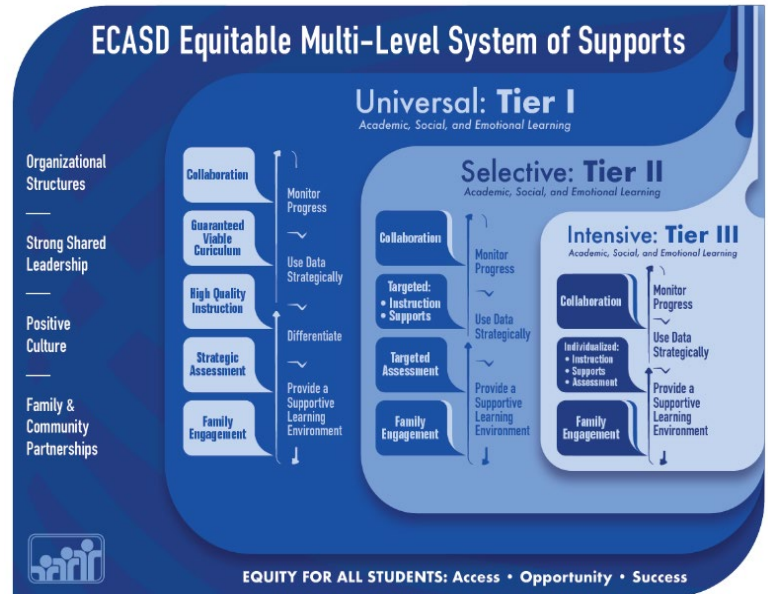 ECASD Equitable Multi-Level System of Supports
Organizational
Structures
Strong Shared
Leadership
Positive
Culture
Family &
Community
Partnerships
Universal: Tier I
Academic, Social, and Emotional Learning
Collaboration
Guaranteed
Viable
Curiculum
High Quality
Instruction
Strategic
Assessment
Family
Engagement
Monitor
Progress
Use Data
Strategically
Differentiate
Provide a
Supportive
Learning
Environment
Selective: Tier II
Academic, Social, and Emotional Learning
Collaboration
Targeted:
• Instruction
• Supports
Targeted
Assessment
Family
Engagement
Monitor
Progress
Use Data
Strategically
Provide a
Supportive
Learning
Environment
Intensive: Tier III
Academic, Social, and Emotional Learning
Collaboration
Individualized:
• Instruction
• Supports
• Assessment
Family
Engagement
Monitor
Progress
Use Data
Strategically
Provide a
Supportive
Learning
Environment
EQUITY FOR ALL STUDENTS: Access • Opportunity • Success